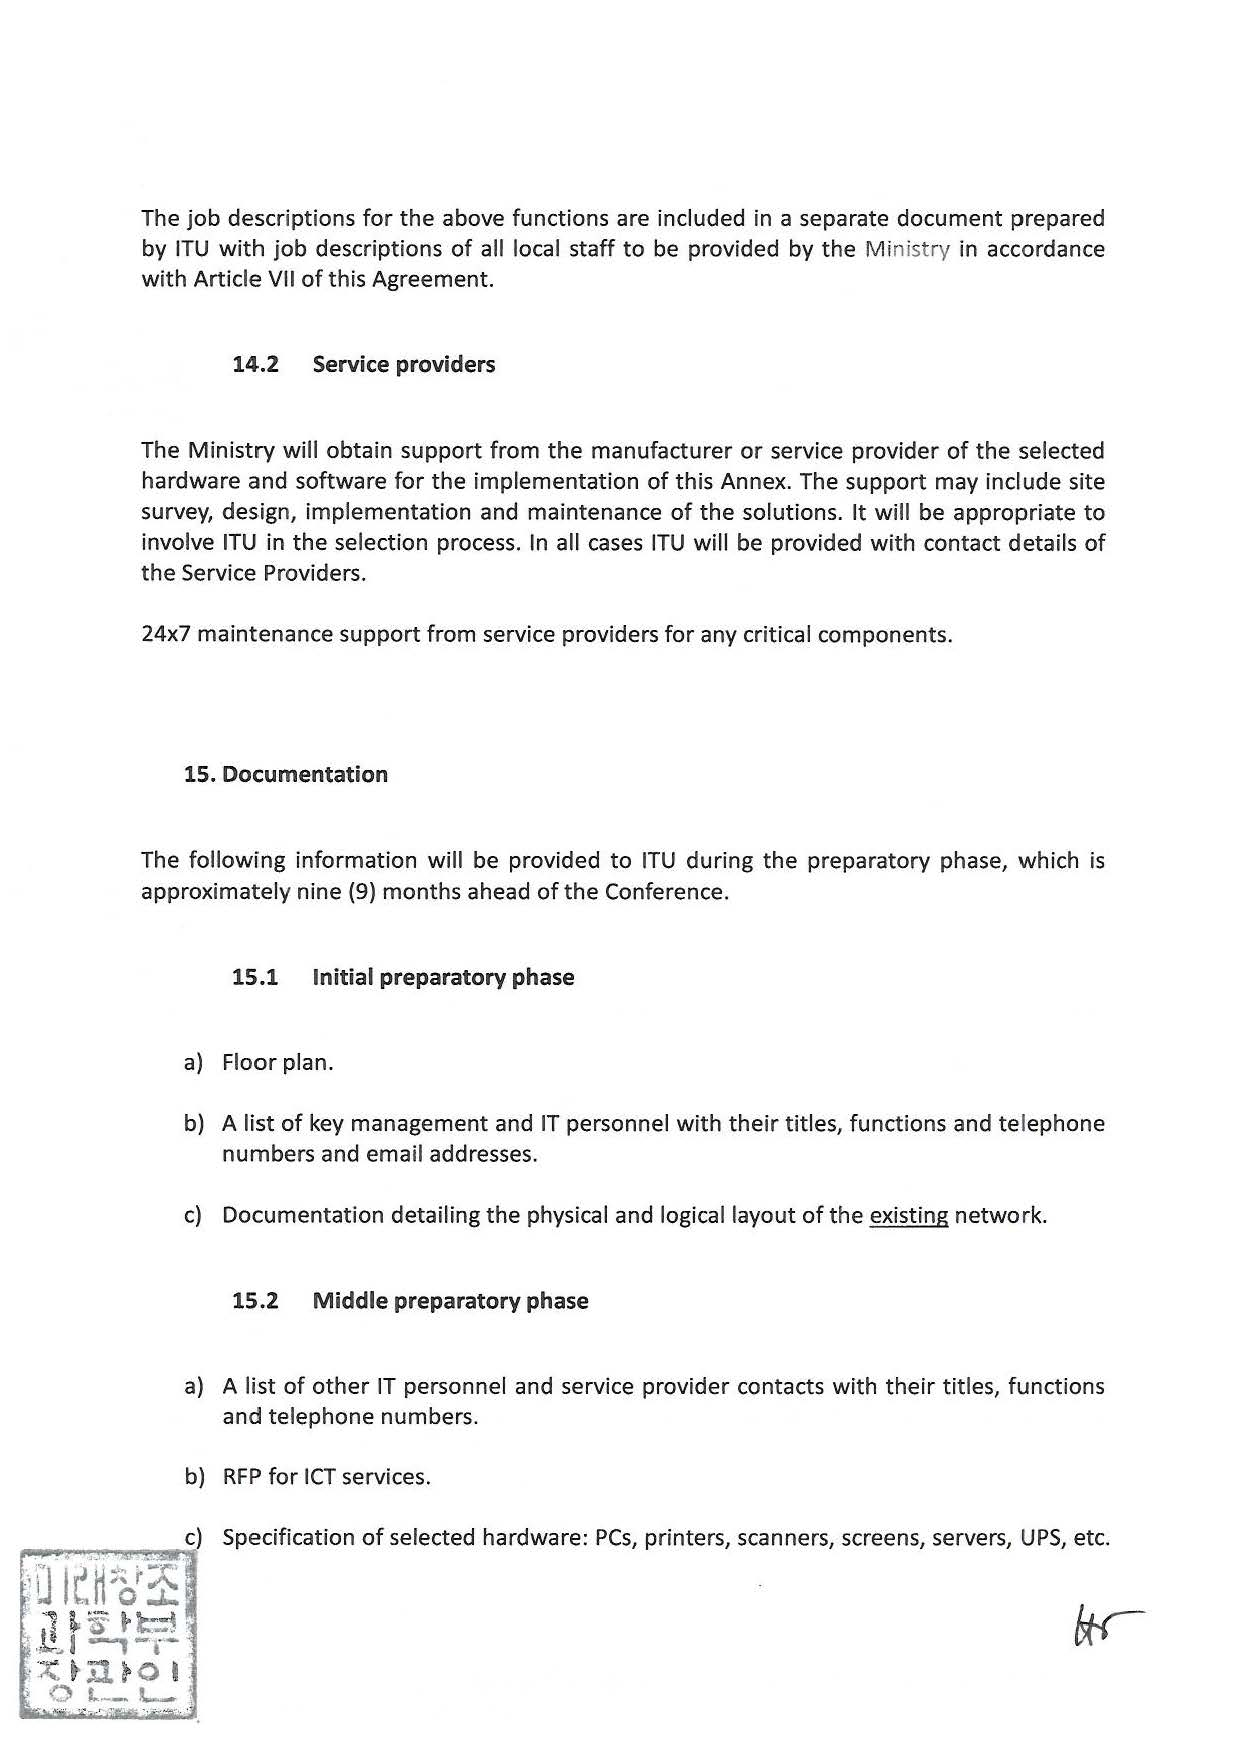 The job descriptions for the above functions are included in a separate document prepared
by ITU with job descriptions of all local staff to be provided by the Ministry in accordance
with Article VII of this Agreement.
14.2 Service providers
The Ministry will obtain support from the manufacturer or service provider of the selected
hardware and software for the implementation of this Annex. The support may include site
survey, design, implementation and maintenance of the solutions. It will be appropriate to
involve ITU in the selection process. In all cases ITU will be provided with contact details of
the Service Providers.
24x7 maintenance support from service providers for any critical components.
15. Documentation
The following information will be provided to ITU during the preparatory phase, which is
approximately nine (9) months ahead of the Conference.
15.1 Initial preparatory phase
a) Floor plan.
b) A list of key management and IT personnel with their titles, functions and telephone
numbers and email addresses.
c) Documentation detailing the physical and logical layout of the existing network.
15.2 Middle preparatory phase
a) A list of other IT personnel and service provider contacts with their titles, functions
and telephone numbers.
b) RFP for ICT services.
c) Specification of selected hardware: PCs, printers, scanners, screens, servers, UPS, etc.
미래창조
과학부
장관인